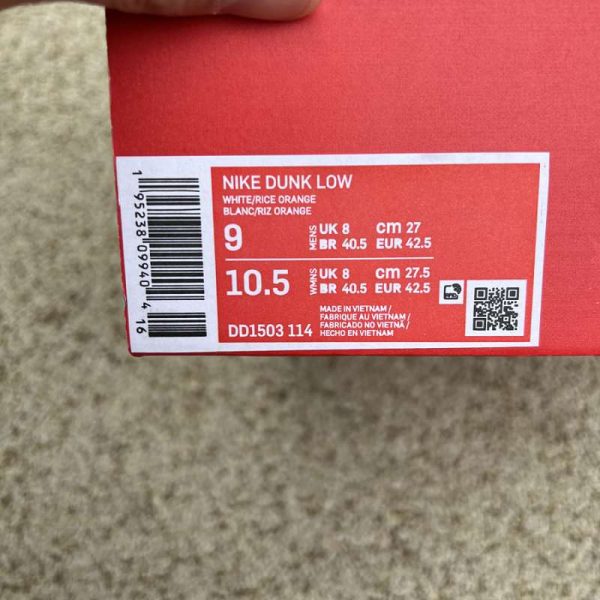 NIKE DUNK LOW
WHITE/RICE ORANGE
BLANC/RIZ ORANGE
9 MENS UK 8 cm 27
BR 40.5 EUR 42.5
10.5 WMNS UK 8 cm 27.5
BR 40.5 EUR 42.5
DD1503 114
MADE IN VIETNAM /
FABRIQUE AU VIETNAM /
FABRICADO NO VIETNÃ /
HECHO EN VIETNAM
1 95238 09940 4 16